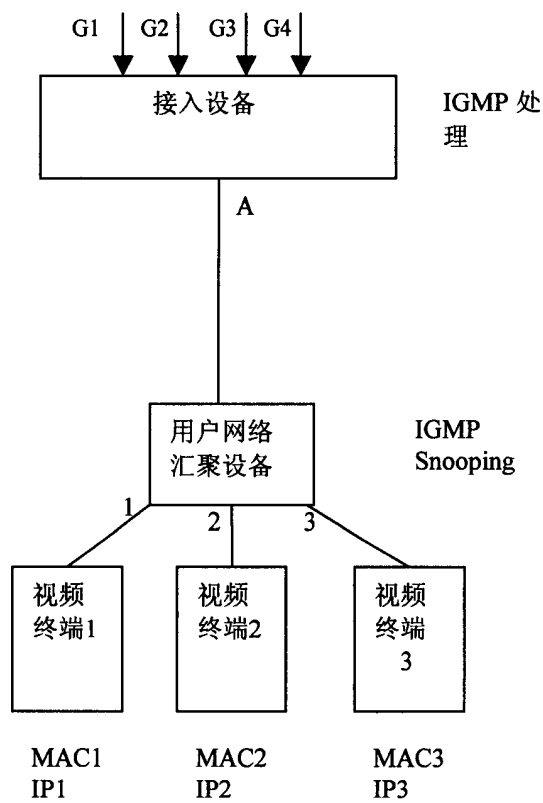 G1 G2 G3 G4
接入设备
IGMP 处
理
A
用户网络
汇聚设备
IGMP
Snooping
1 2 3
视频
终端1
视频
终端2
视频
终端
3
MAC1
IP1
MAC2
IP2
MAC3
IP3